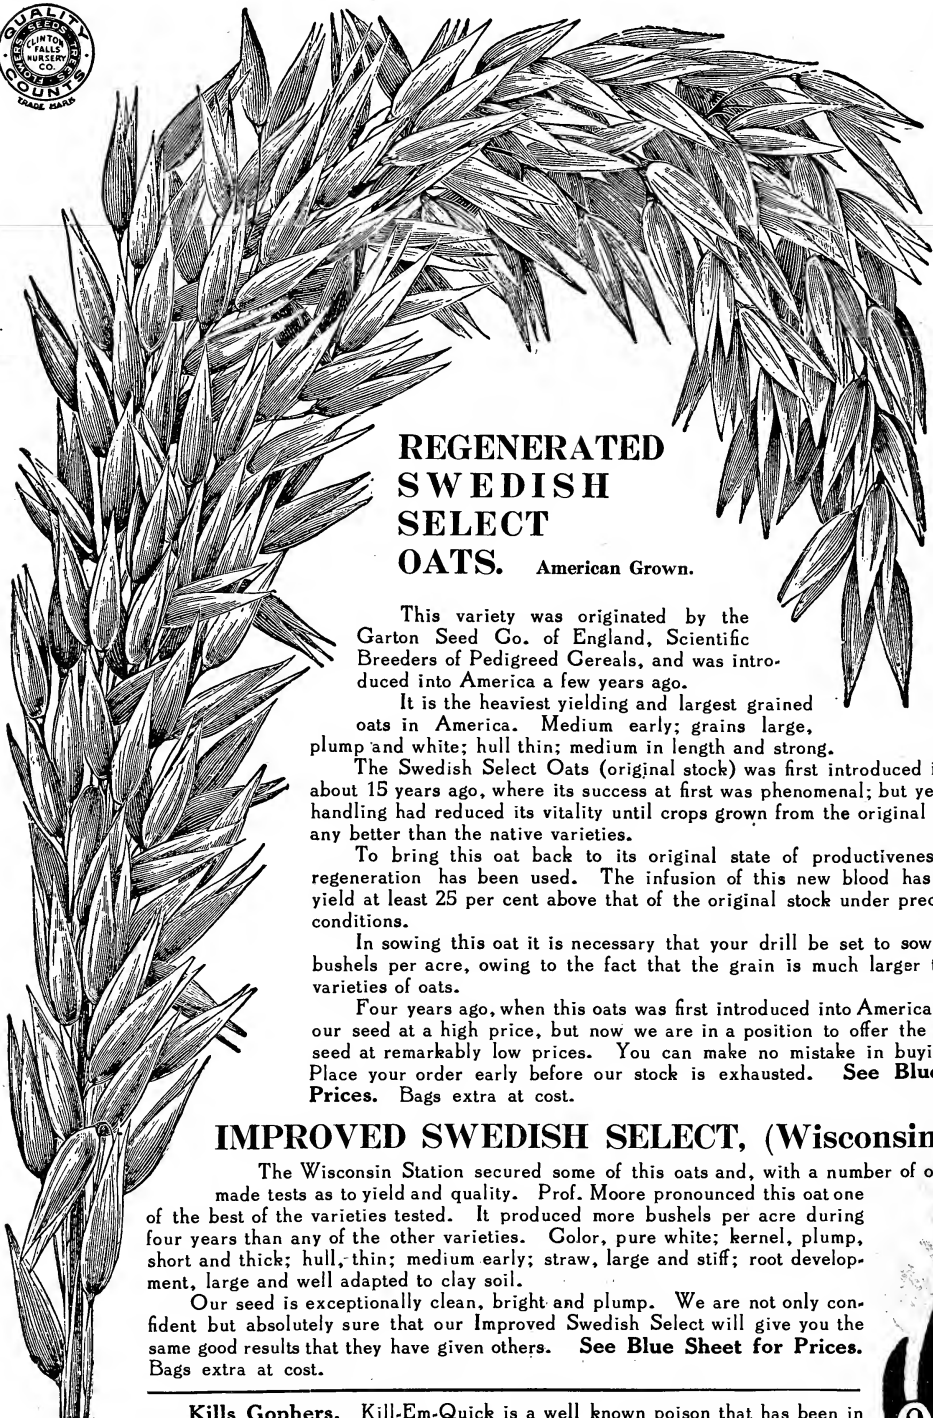 QUALITY
SEEDS TREES
CLINTON
FALLS
NURSERY
CO.
FLOWERS
COUNTS
TRADE MARK
REGENERATED
SWEDISH
SELECT
OATS. American Grown.
This variety was originated by the
Garton Seed Co. of England, Scientific
Breeders of Pedigreed Cereals, and was intro-
duced into America a few years ago.
It is the heaviest yielding and largest grained
oats in America. Medium early; grains large,
plump and white; hull thin; medium in length and strong.
The Swedish Select Oats (original stock) was first introduced i
about 15 years ago, where its success at first was phenomenal; but ye
handling had reduced its vitality until crops grown from the original
any better than the native varieties.
To bring this oat back to its original state of productivenes
regeneration has been used. The infusion of this new blood has
yield at least 25 per cent above that of the original stock under prec
conditions.
In sowing this oat it is necessary that your drill be set to sow
bushels per acre, owing to the fact that the grain is much larger t
varieties of oats.
Four years ago, when this oats was first introduced into America
our seed at a high price, but now we are in a position to offer the
seed at remarkably low prices. You can make no mistake in buyi
Place your order early before our stock is exhausted. See Blue
Prices. Bags extra at cost.
IMPROVED SWEDISH SELECT, (Wisconsin
The Wisconsin Station secured some of this oats and, with a number of o
made tests as to yield and quality. Prof. Moore pronounced this oat one
of the best of the varieties tested. It produced more bushels per acre during
four years than any of the other varieties. Color, pure white; kernel, plump,
short and thick; hull, thin; medium early; straw, large and stiff; root develop-
ment, large and well adapted to clay soil.
Our seed is exceptionally clean, bright and plump. We are not only con-
fident but absolutely sure that our Improved Swedish Select will give you the
same good results that they have given others. See Blue Sheet for Prices.
Bags extra at cost.
Kills Gophers. Kill-Em-Quick is a well known poison that has been in